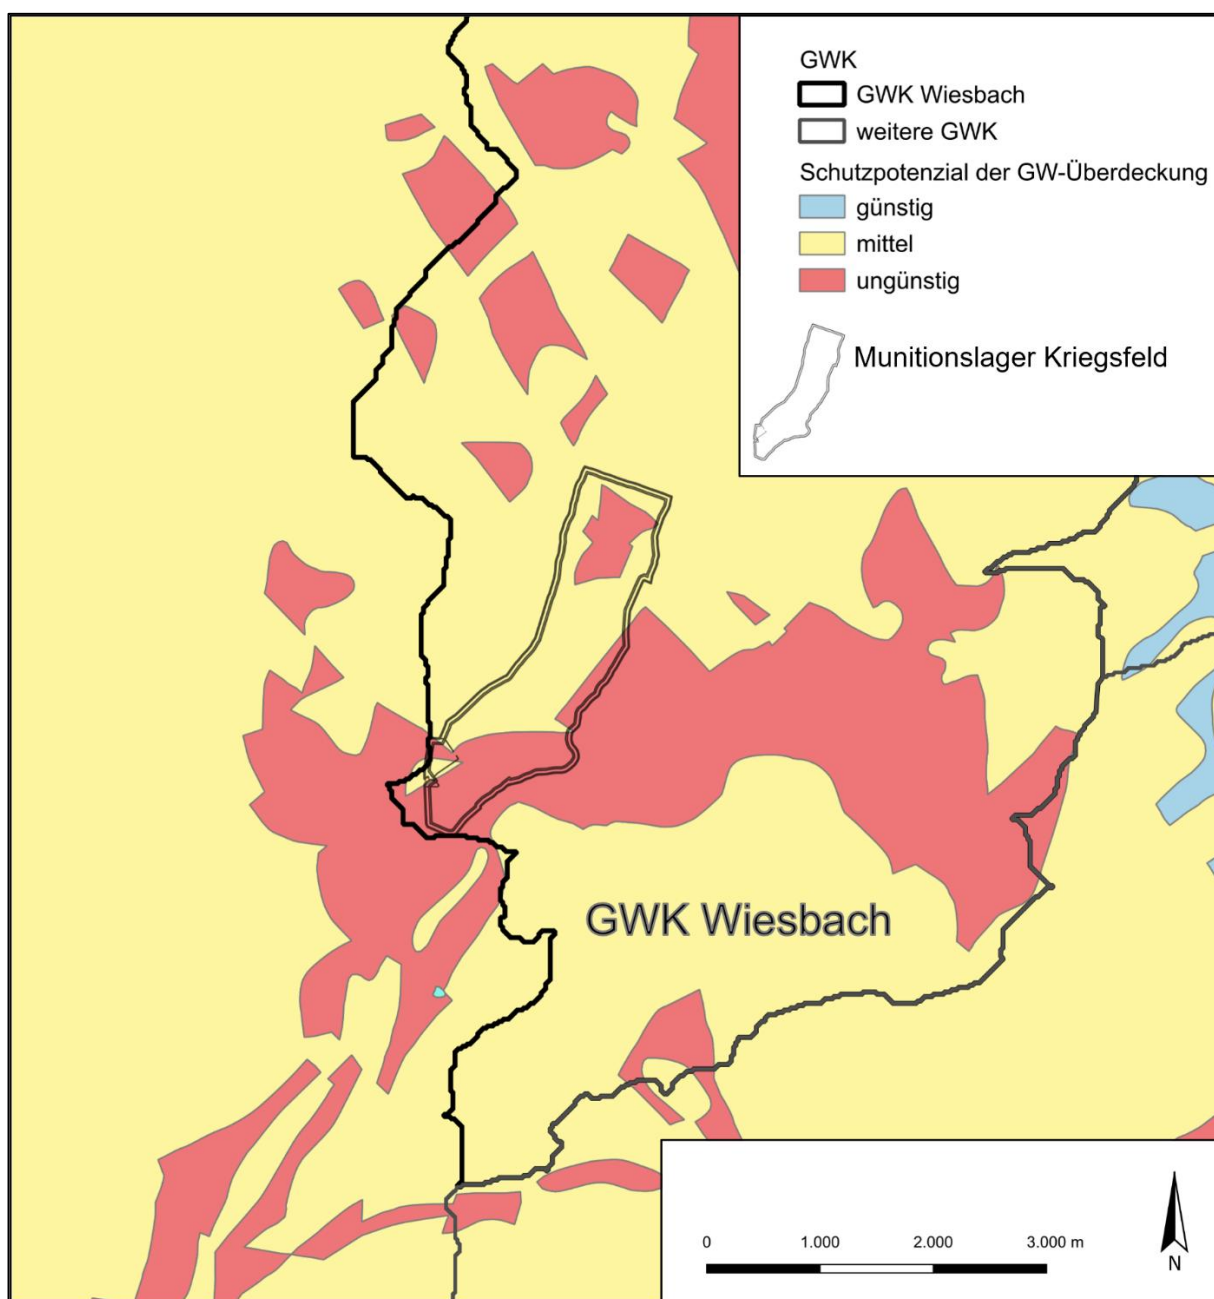 GWK
GWK Wiesbach
weitere GWK
Schutzpotenzial der GW-Überdeckung
günstig
mittel
ungünstig
Munitionslager Kriegsfeld
GWK Wiesbach
0 1.000 2.000 3.000 m
N